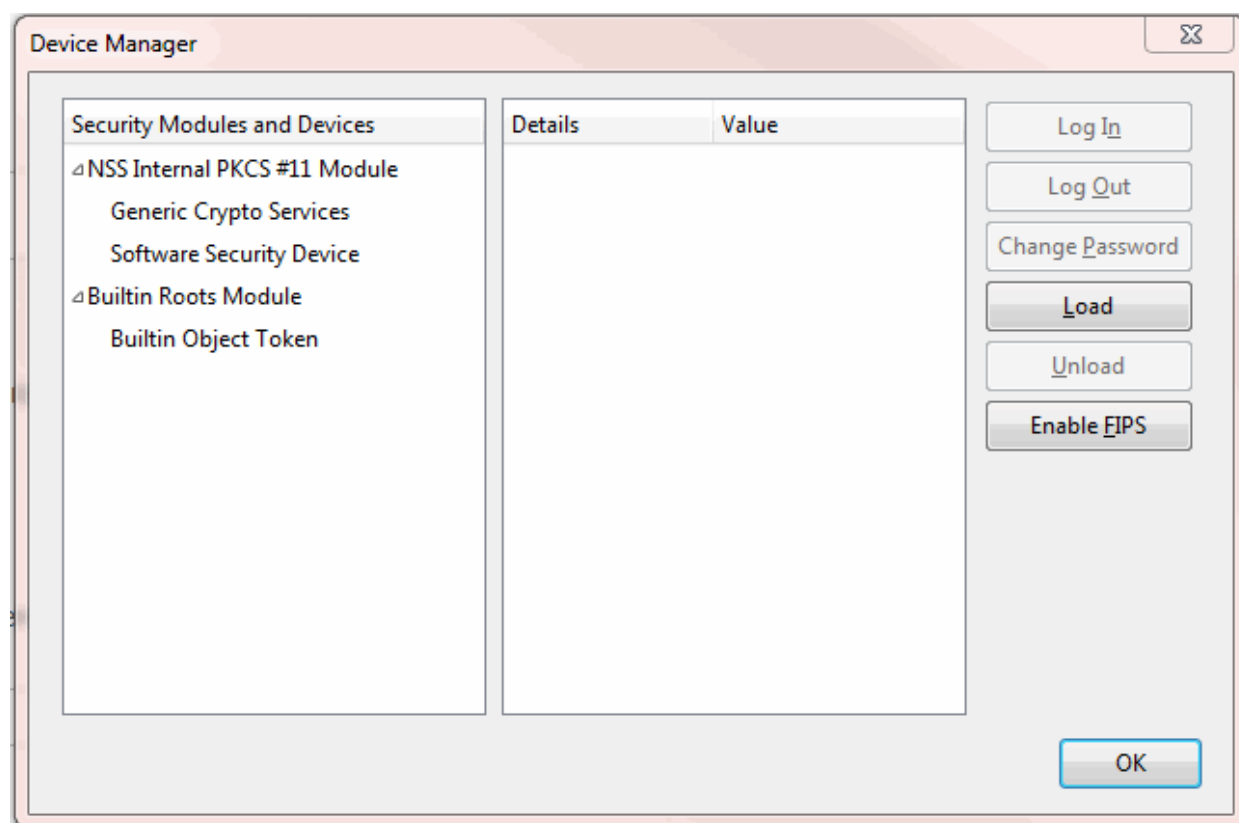 Device Manager
Security Modules and Devices
NSS Internal PKCS #11 Module
Generic Crypto Services
Software Security Device
Builtin Roots Module
Builtin Object Token
Details Value
Log In
Log Out
Change Password
Load
Unload
Enable FIPS
OK